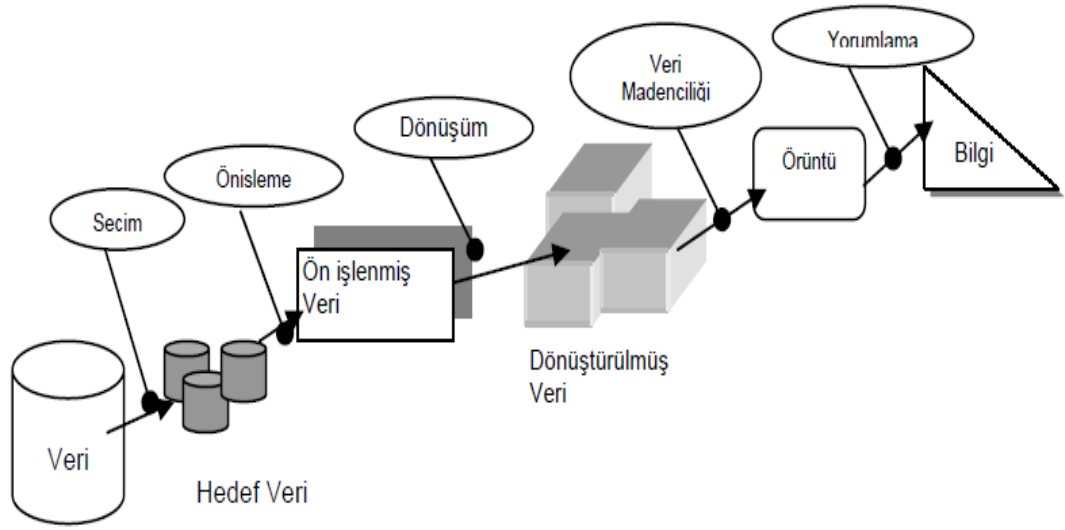 Yorumlama
Veri
Madenciliği
Dönüşüm
Örüntü
Bilgi
Önisleme
Secim
Ön işlenmiş
Veri
Dönüştürülmüş
Veri
Veri
Hedef Veri